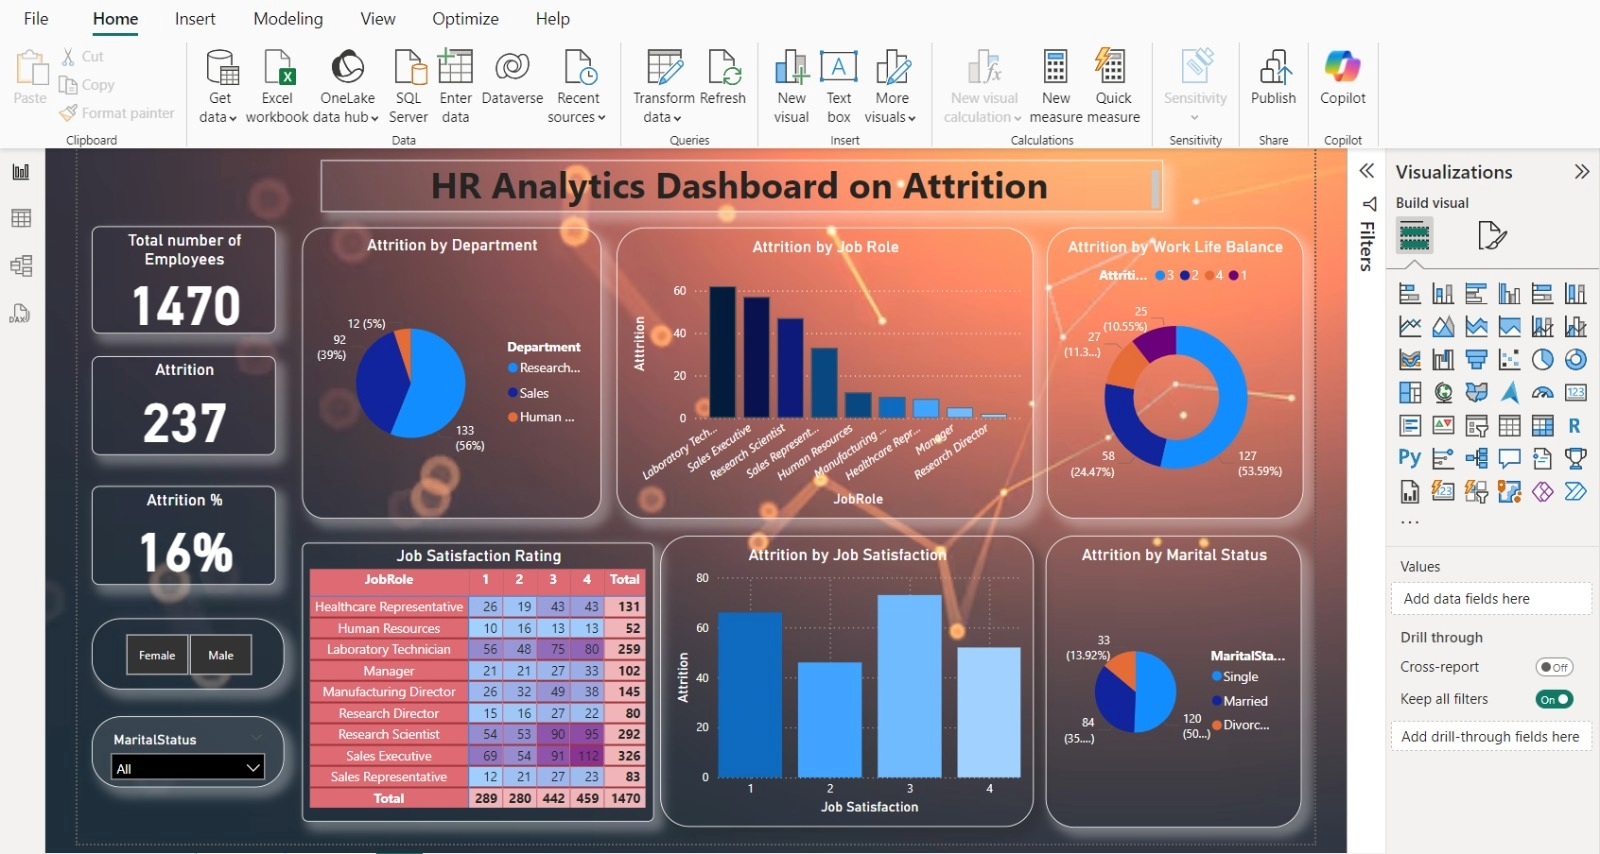 File Home Insert Modeling View Optimize Help
Paste
Cut
Copy
Format painter
Clipboard
Get data
Excel workbook
OneLake data hub
SQL Server
Enter data
Dataverse
Recent sources
Data
Transform data
Refresh
Queries
New visual
Text box
More visuals
Insert
New visual calculation
New measure
Quick measure
Calculations
Sensitivity
Sensitivity
Publish
Share
Copilot
Copilot
HR Analytics Dashboard on Attrition
Total number of
Employees
1470
Attrition
237
Attrition %
16%
Female Male
MaritalStatus
All
Attrition by Department
12 (5%)
92
(39%)
133
(56%)
Department
Research...
Sales
Human ...
Attrition by Job Role
Atttrition
60
40
20
0
Laboratory Tech...
Sales Executive
Research Scientist
Sales Represent...
Human Resources
Manufacturing ...
Healthcare Repr...
Manager
Research Director
JobRole
Attrition by Work Life Balance
Attriti... 3 2 4 1
25
(10.55%)
27
(11.3...)
58
(24.47%)
127
(53.59%)
Job Satisfaction Rating
JobRole 1 2 3 4 Total
Healthcare Representative 26 19 43 43 131
Human Resources 10 16 13 13 52
Laboratory Technician 56 48 75 80 259
Manager 21 21 27 33 102
Manufacturing Director 26 32 49 38 145
Research Director 15 16 27 22 80
Research Scientist 54 53 90 95 292
Sales Executive 69 54 91 112 326
Sales Representative 12 21 27 23 83
Total 289 280 442 459 1470
Attrition by Job Satisfaction
Attrition
80
60
40
20
0
1 2 3 4
Job Satisfaction
Attrition by Marital Status
33
(13.92%)
84
(35....)
120
(50...)
MaritalSta...
Single
Married
Divorc...
Filters
Visualizations
Build visual
123
R
Py
123
...
Values
Add data fields here
Drill through
Cross-report Off
Keep all filters On
Add drill-through fields here
DAX